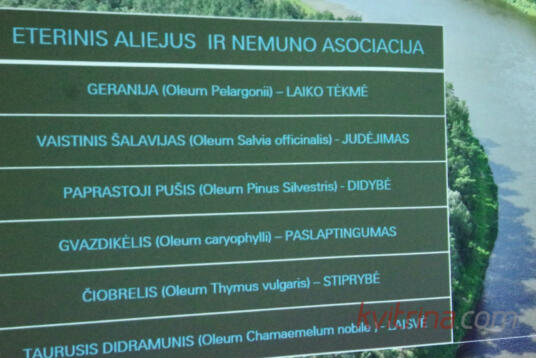 ETERINIS ALIEJUS IR NEMUNO ASOCIACIJA
GERANIJA (Oleum Pelargonii) – LAIKO TĖKMĖ
VAISTINIS ŠALAVIJAS (Oleum Salvia officinalis) - JUDĖJIMAS
PAPRASTOJI PUŠIS (Oleum Pinus Silvestris) - DIDYBĖ
GVAZDIKĖLIS (Oleum caryophylli) – PASLAPTINGUMAS
ČIOBRELIS (Oleum Thymus vulgaris) – STIPRYBĖ
TAURUSIS DIDRAMUNIS (Oleum Chamaemelum nobile ) - LAISVĖ
kvitrina.com